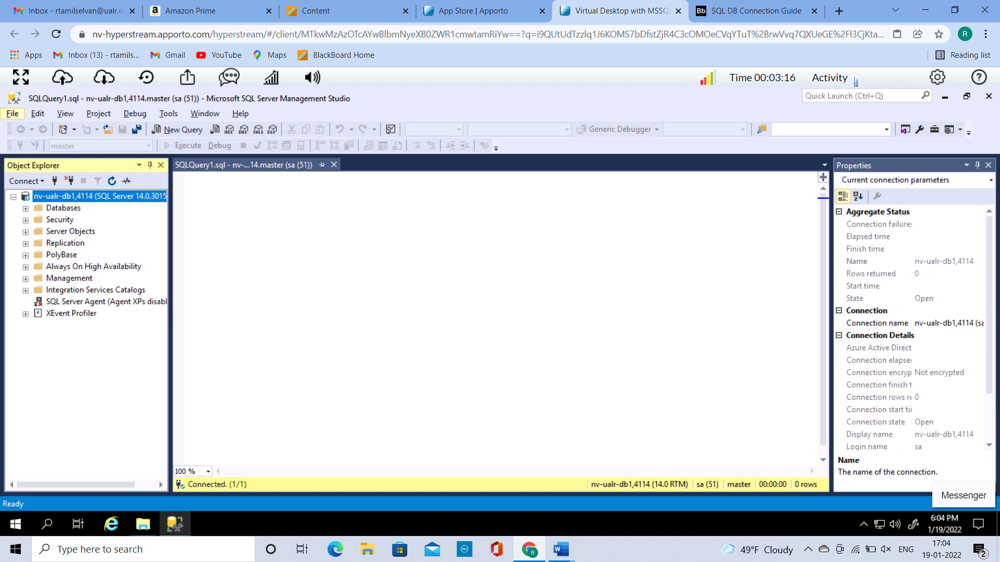 Inbox - rtamilselvan@ualr.e
Amazon Prime
Content
App Store | Apporto
Virtual Desktop with MSSQ
Bb SQL DB Connection Guide
nv-hyperstream.apporto.com/hyperstream/#/client/MTkwMzAzOTcAYwBlbmNyeXB0ZWR1cmwtamRiYw==?q=i9QUtUdTzzlq1J6KOMS7bDfstZjR4C3cOMOeCVqYTuT%2BrwVvq7QXUeGE%2Fl3CjKta...
R
Apps
Inbox (13) - rtamils...
Gmail
YouTube
Maps
BlackBoard Home
Reading list
Time 00:03:16
Activity
SQLQuery1.sql - nv-ualr-db1,4114.master (sa (51)) - Microsoft SQL Server Management Studio
Quick Launch (Ctrl+Q)
File Edit View Project Debug Tools Window Help
New Query
MDX DMX XMLA DAX
Generic Debugger
master
Execute Debug
Object Explorer
SQLQuery1.sql - nv-...14.master (sa (51))
Properties
Connect
Current connection parameters
nv-ualr-db1,4114 (SQL Server 14.0.3015
Databases
Security
Server Objects
Replication
PolyBase
Always On High Availability
Management
Integration Services Catalogs
SQL Server Agent (Agent XPs disabl
XEvent Profiler
Aggregate Status
Connection failures
Elapsed time
Finish time
Name nv-ualr-db1,4114
Rows returned 0
Start time
State Open
Connection
Connection name nv-ualr-db1,4114 (sa
Connection Details
Azure Active Direct
Connection elapsed
Connection encryp Not encrypted
Connection finish t
Connection rows re 0
Connection start tin
Connection state Open
Display name nv-ualr-db1,4114
Login name sa
Name
The name of the connection.
100 %
Connected. (1/1)
nv-ualr-db1,4114 (14.0 RTM) sa (51) master 00:00:00 0 rows
Messenger
Ready
6:04 PM
1/19/2022
Type here to search
49°F Cloudy
ENG
17:04
19-01-2022
2